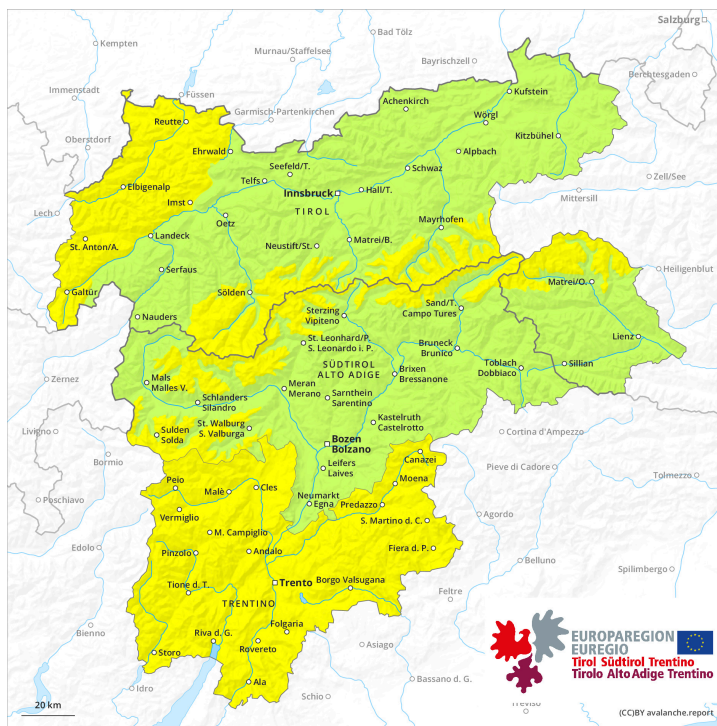 Salzburg
Kempten
Bad Tölz
Murnau/Staffelsee
Bayrischzell
Berchtesgaden
Immenstadt
Füssen
Garmisch-Partenkirchen
Achenkirch
Kufstein
Reutte
Wörgl
Oberstdorf
Ehrwald
Kitzbühel
Alpbach
Seefeld/T.
Schwaz
Zell/See
Telfs
Elbigenalp
Innsbruck
Hall/T.
Mittersill
Imst
TIROL
Lech
Oetz
Mayrhofen
St. Anton/A.
Landeck
Neustift/St.
Matrei/B.
Serfaus
Heiligenblut
Galtür
Sölden
Matrei/O.
Nauders
Sterzing
Vipiteno
Sand/T.
Campo Tures
Lienz
St. Leonhard/P.
S. Leonardo i. P.
Bruneck
Brunico
Toblach
Dobbiaco
Sillian
SÜDTIROL
ALTO ADIGE
Brixen
Bressanone
Zernez
Mals
Malles V.
Meran
Merano
Sarnthein
Sarentino
Schlanders
Silandro
St. Walburg
S. Valburga
Kastelruth
Castelrotto
Livigno
Sulden
Solda
Bozen
Bolzano
Cortina d'Ampezzo
Bormio
Canazei
Leifers
Laives
Pieve di Cadore
Tolmezzo
Poschiavo
Peio
Malè
Cles
Neumarkt
Egna
Moena
Predazzo
Vermiglio
Agordo
S. Martino d. C.
M. Campiglio
Edolo
Pinzolo
Andalo
Fiera d. P.
Belluno
Spilimbergo
Tione d. T.
Trento
Borgo Valsugana
Feltre
TRENTINO
Bienno
Riva d. G.
Folgaria
Storo
Rovereto
Asiago
Idro
Ala
Schio
Bassano d. G.
Treviso
EUROPAREGION
EUREGIO
Tirol Südtirol Trentino
Tirolo Alto Adige Trentino
20 km
(CC)BY avalanche.report